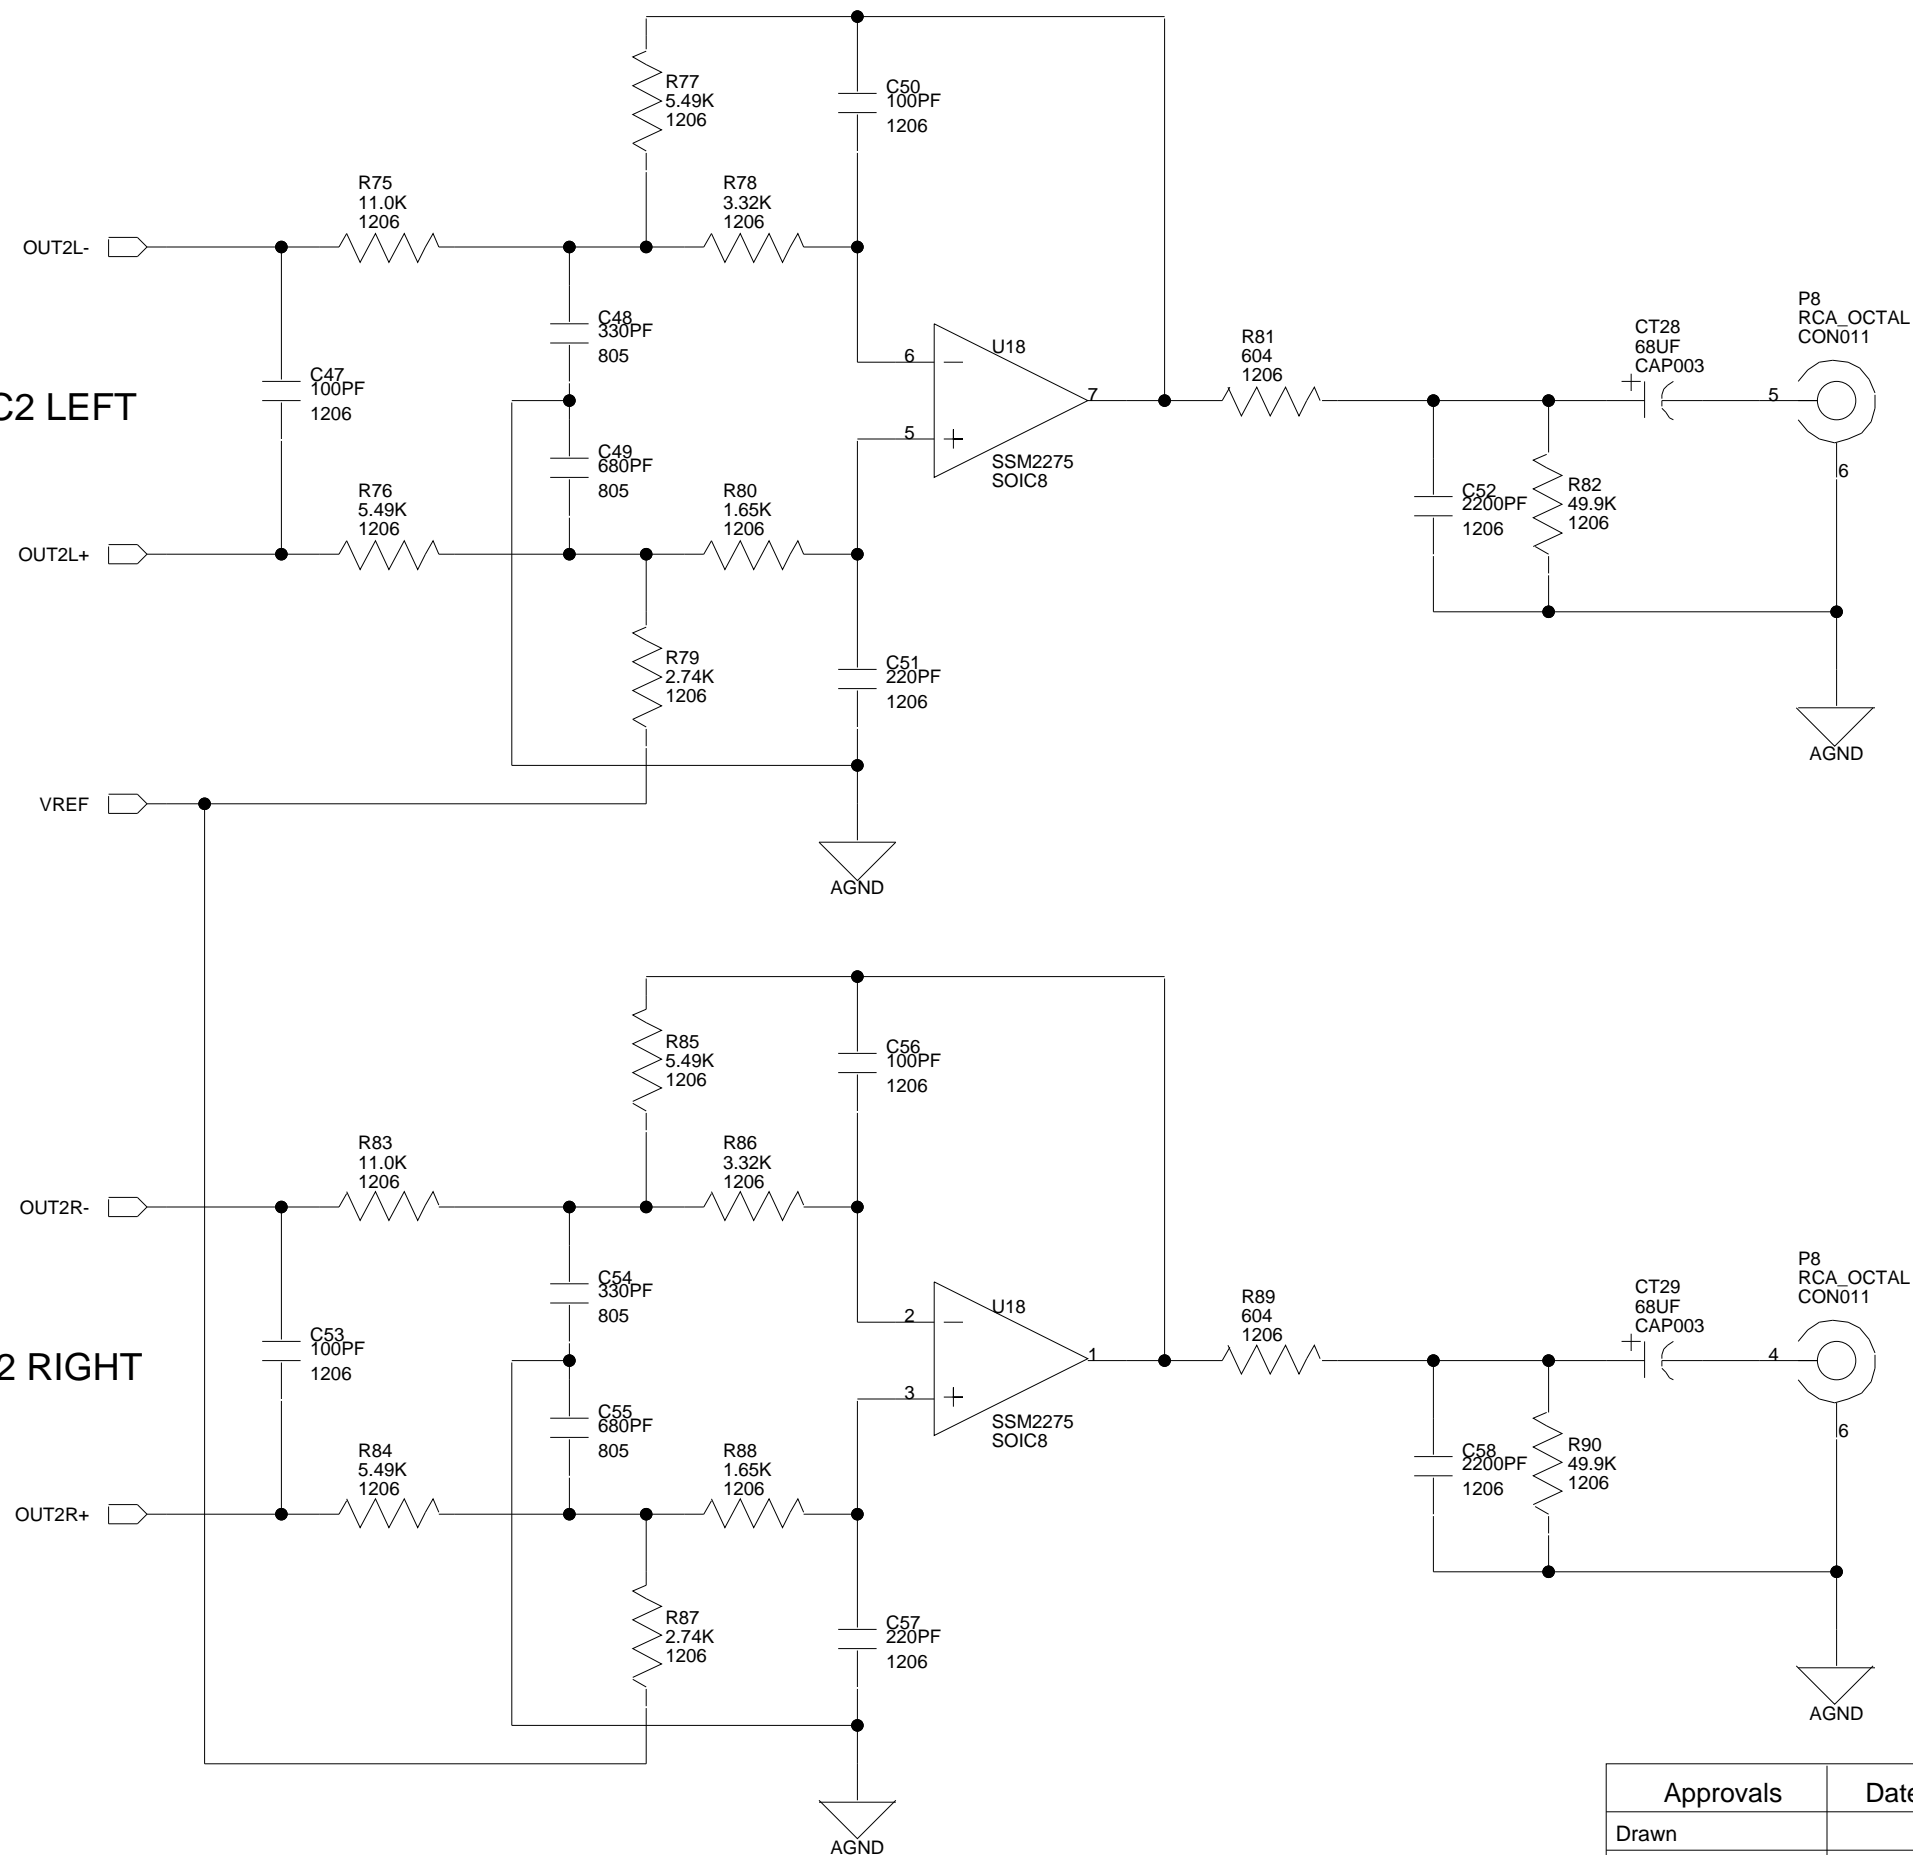 R77
5.49K
1206
C50
100PF
1206
R75
11.0K
1206
R78
3.32K
1206
OUT2L-
C48
330PF
805
C47
100PF
1206
C2 LEFT
C49
680PF
805
6
5
7
U18
SSM2275
SOIC8
R81
604
1206
CT28
68UF
CAP003
+
P8
RCA_OCTAL
CON011
5
6
R76
5.49K
1206
R80
1.65K
1206
OUT2L+
C52
2200PF
1206
R82
49.9K
1206
R79
2.74K
1206
C51
220PF
1206
AGND
VREF
AGND
R85
5.49K
1206
C56
100PF
1206
R83
11.0K
1206
R86
3.32K
1206
OUT2R-
C54
330PF
805
C53
100PF
1206
2 RIGHT
C55
680PF
805
2
3
1
U18
SSM2275
SOIC8
R89
604
1206
CT29
68UF
CAP003
+
P8
RCA_OCTAL
CON011
4
6
R84
5.49K
1206
R88
1.65K
1206
OUT2R+
C58
2200PF
1206
R90
49.9K
1206
R87
2.74K
1206
C57
220PF
1206
AGND
AGND
Approvals Date
Drawn